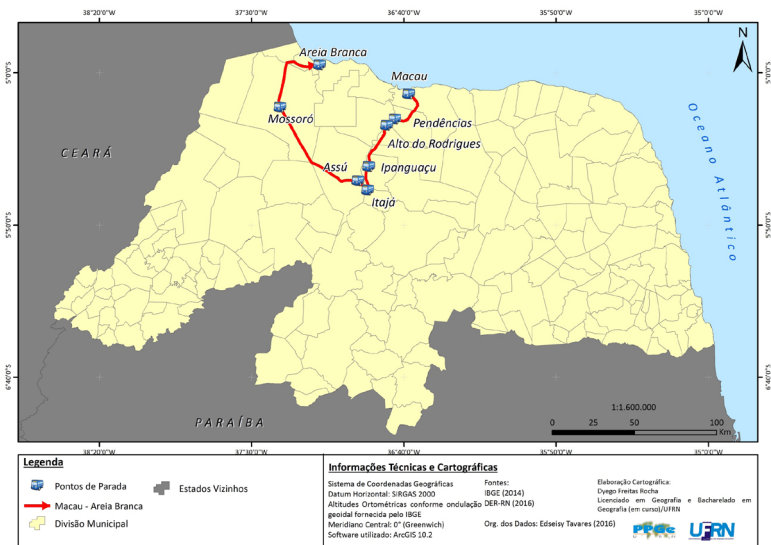 38°20'0"W 37°30'0"W 36°40'0"W 35°50'0"W 35°0'0"W
N
5°0'0"S 5°0'0"S
Areia Branca
Macau
Mossoró
Pendências
Alto do Rodrigues
CEARÁ
Assú
Ipanguaçu
Itajá
Oceano Atlântico
5°50'0"S 5°50'0"S
6°40'0"S 6°40'0"S
PARAÍBA
1:1.600.000
0 25 50 100
Km
38°20'0"W 37°30'0"W 36°40'0"W 35°50'0"W 35°0'0"W
Legenda
Pontos de Parada
Estados Vizinhos
Macau - Areia Branca
Divisão Municipal
Informações Técnicas e Cartográficas
Sistema de Coordenadas Geográficas
Datum Horizontal: SIRGAS 2000
Altitudes Ortométricas conforme ondulação
geoidal fornecida pelo IBGE
Meridiano Central: 0° (Greenwich)
Software utilizado: ArcGIS 10.2
Fontes:
IBGE (2014)
DER-RN (2016)
Org. dos Dados: Edseisy Tavares (2016)
Elaboração Cartográfica:
Dyego Freitas Rocha
Licenciado em Geografia e Bacharelado em
Geografia (em curso)/UFRN
PPGe
UFRN